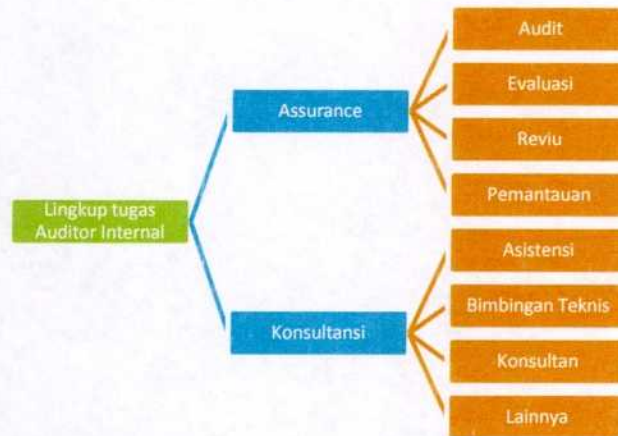 Lingkup tugas
Auditor Internal
Assurance
Audit
Evaluasi
Reviu
Pemantauan
Konsultansi
Asistensi
Bimbingan Teknis
Konsultan
Lainnya